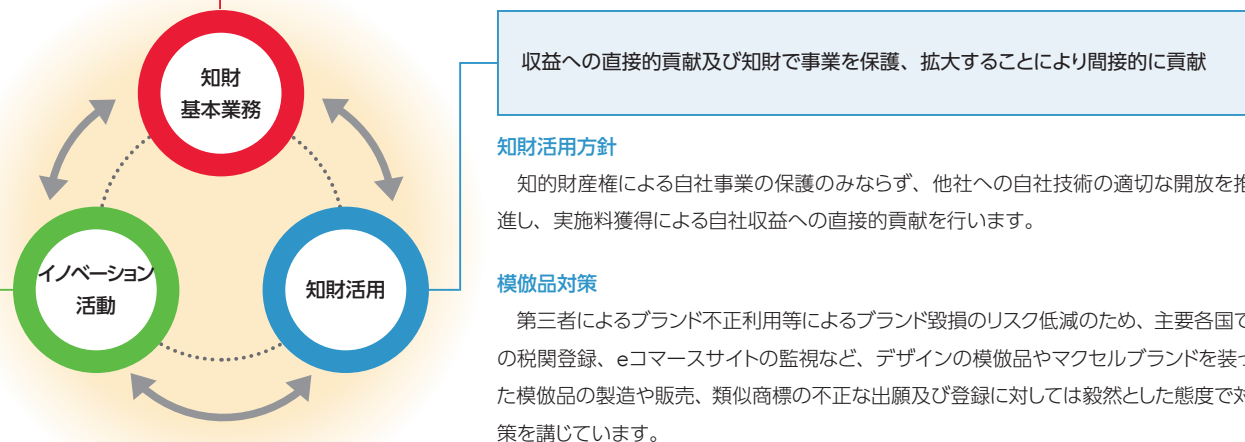 知財
基本業務
イノベーション
活動
知財活用
収益への直接的貢献及び知財で事業を保護、拡大することにより間接的に貢献
知財活用方針
知的財産権による自社事業の保護のみならず、他社への自社技術の適切な開放を推
進し、実施料獲得による自社収益への直接的貢献を行います。
模倣品対策
第三者によるブランド不正利用等によるブランド毀損のリスク低減のため、主要各国で
の税関登録、eコマースサイトの監視など、デザインの模倣品やマクセルブランドを装っ
た模倣品の製造や販売、類似商標の不正な出願及び登録に対しては毅然とした態度で対
策を講じています。